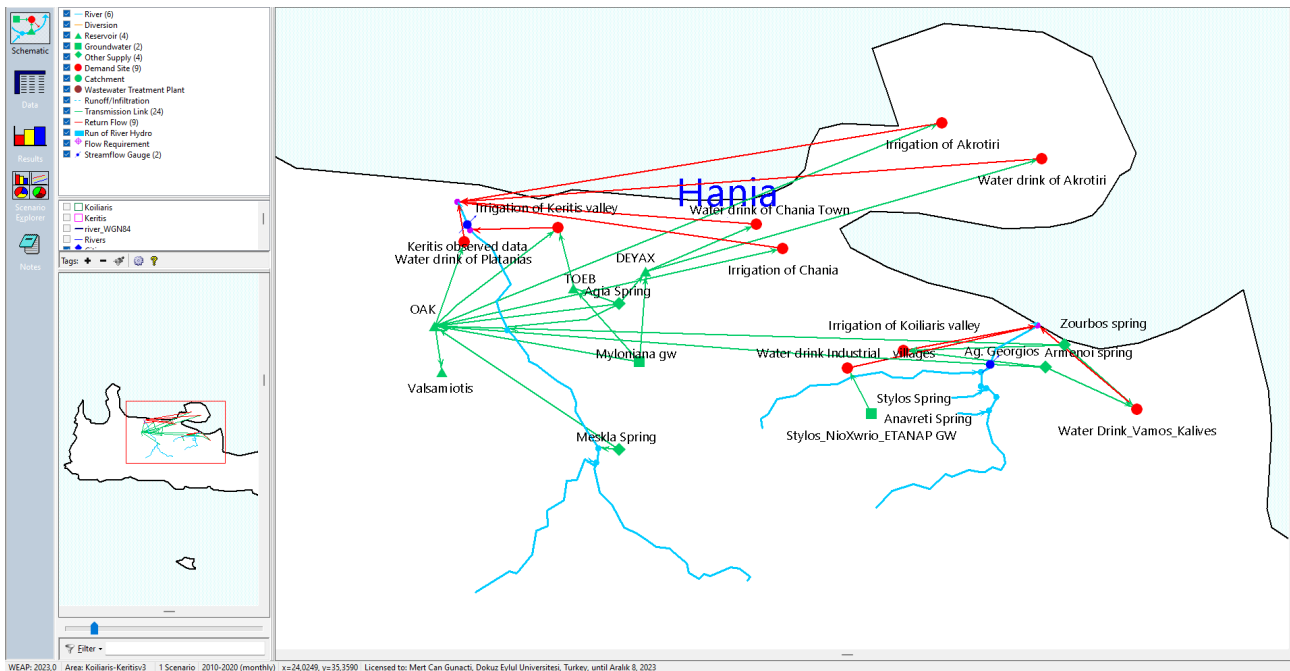 Schematic
Data
Results
Scenario
Explorer
Notes
River (6)
Diversion
Reservoir (4)
Groundwater (2)
Other Supply (4)
Demand Site (9)
Catchment
Wastewater Treatment Plant
Runoff/Infiltration
Transmission Link (24)
Return Flow (9)
Run of River Hydro
Flow Requirement
Streamflow Gauge (2)
Koiliaris
Keritis
river_WGN84
Rivers
Tags:
Filter
Hania
Irrigation of Akrotiri
Water drink of Akrotiri
Irrigation of Keritis valley
Water drink of Chania Town
Keritis observed data
Water drink of Platanias
DEYAX
Irrigation of Chania
TOEB
Agia Spring
OAK
Irrigation of Koiliaris valley
Zourbos spring
Myloniana gw
Water drink Industrial villages
Ag. Georgios
Armenoi spring
Valsamiotis
Stylos Spring
Anavreti Spring
Stylos_NioXwrio_ETANAP GW
Water Drink_Vamos_Kalives
Meskla Spring
WEAP: 2023,0 Area: Koiliaris-Keritisv3 1 Scenario 2010-2020 (monthly) x=24,0249, y=35,3590 Licensed to: Mert Can Gunacti, Dokuz Eylul Universitesi, Turkey, until Aralık 8, 2023